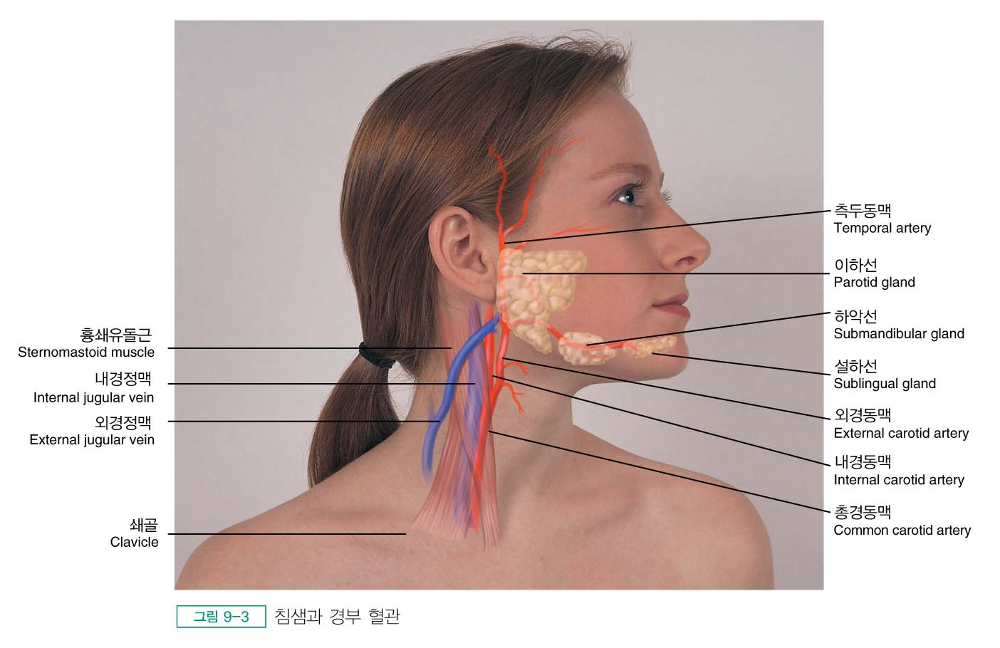 측두동맥
Temporal artery
이하선
Parotid gland
하악선
Submandibular gland
설하선
Sublingual gland
외경동맥
External carotid artery
내경동맥
Internal carotid artery
총경동맥
Common carotid artery
흉쇄유돌근
Sternomastoid muscle
내경정맥
Internal jugular vein
외경정맥
External jugular vein
쇄골
Clavicle
그림 9-3 침샘과 경부 혈관